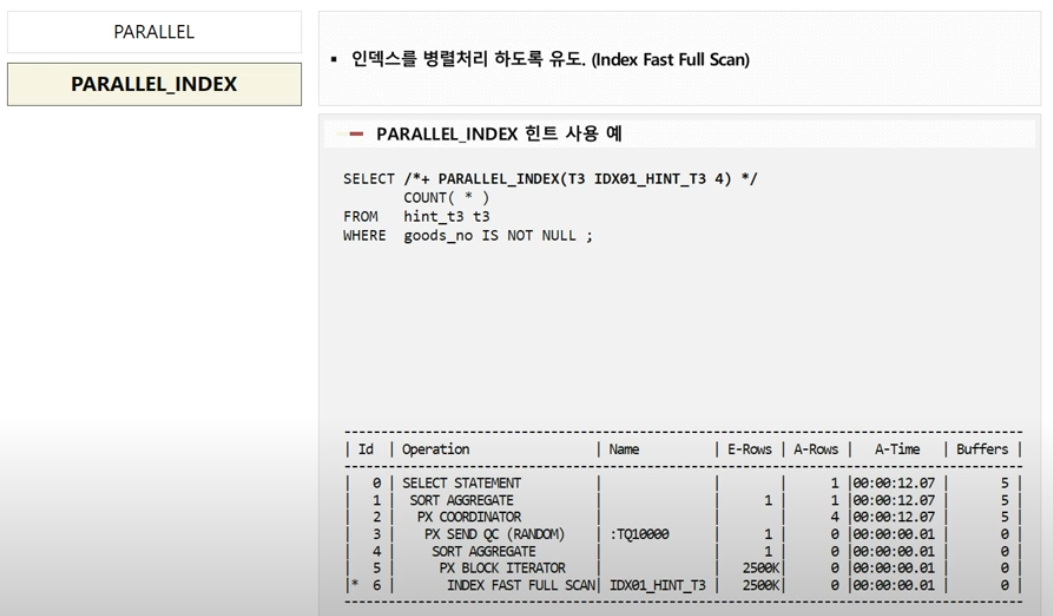 PARALLEL
PARALLEL_INDEX
▪ 인덱스를 병렬처리 하도록 유도. (Index Fast Full Scan)
PARALLEL_INDEX 힌트 사용 예
SELECT /*+ PARALLEL_INDEX(T3 IDX01_HINT_T3 4) */
COUNT( * )
FROM hint_t3 t3
WHERE goods_no IS NOT NULL ;
| Id | Operation | Name | E-Rows | A-Rows | A-Time | Buffers |
| 0 | SELECT STATEMENT | | | 1 |00:00:12.07 | 5 |
| 1 | SORT AGGREGATE | | 1 | 1 |00:00:12.07 | 5 |
| 2 | PX COORDINATOR | | | 4 |00:00:12.07 | 5 |
| 3 | PX SEND QC (RANDOM) | :TQ10000 | 1 | 0 |00:00:00.01 | 0 |
| 4 | SORT AGGREGATE | | 1 | 0 |00:00:00.01 | 0 |
| 5 | PX BLOCK ITERATOR | | 2500K| 0 |00:00:00.01 | 0 |
|* 6 | INDEX FAST FULL SCAN| IDX01_HINT_T3 | 2500K| 0 |00:00:00.01 | 0 |